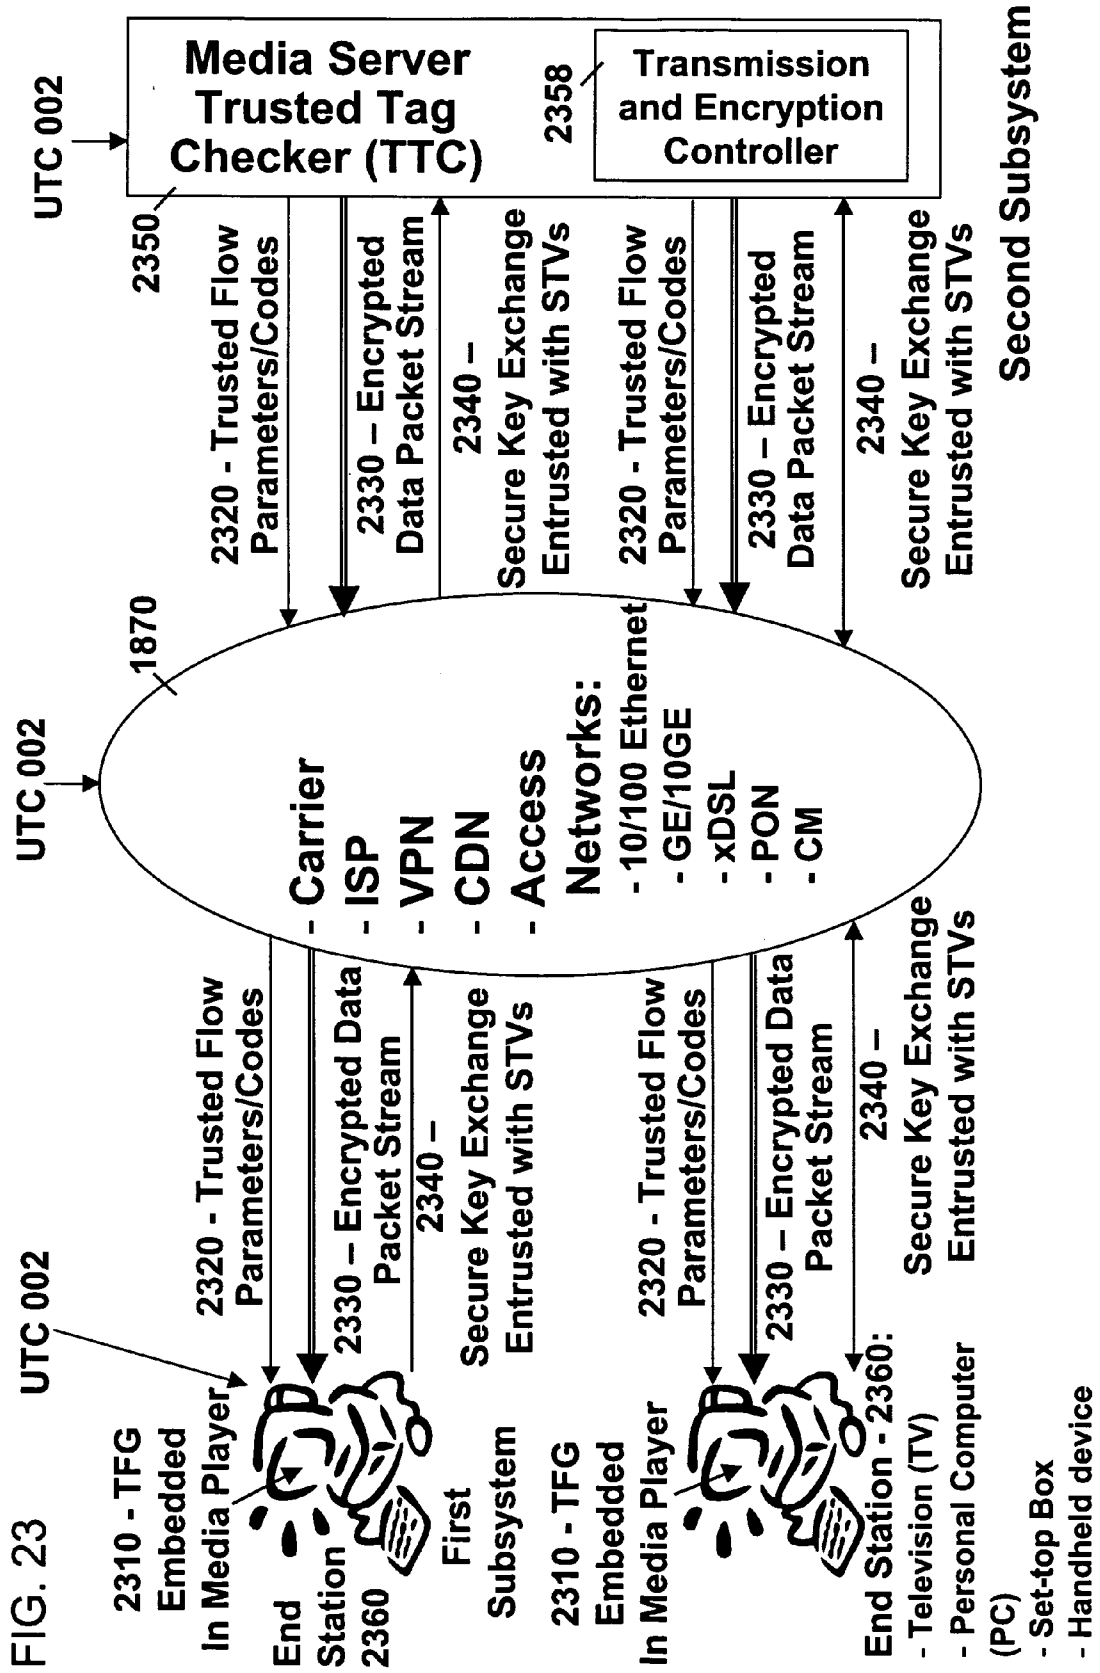 FIG. 23
UTC 002
UTC 002
UTC 002
2310 - TFG
Embedded
In Media Player
End
Station
2360
First
Subsystem
2320 - Trusted Flow
Parameters/Codes
2330 – Encrypted Data
Packet Stream
2340 –
Secure Key Exchange
Entrusted with STVs
1870
- Carrier
- ISP
- VPN
- CDN
- Access
Networks:
- 10/100 Ethernet
- GE/10GE
- xDSL
- PON
- CM
2320 - Trusted Flow
Parameters/Codes
2330 – Encrypted
Data Packet Stream
2340 –
Secure Key Exchange
Entrusted with STVs
2350
Media Server
Trusted Tag
Checker (TTC)
2358
Transmission
and Encryption
Controller
2310 - TFG
Embedded
In Media Player
2320 - Trusted Flow
Parameters/Codes
2330 – Encrypted Data
Packet Stream
2340 –
Secure Key Exchange
Entrusted with STVs
2320 - Trusted Flow
Parameters/Codes
2330 – Encrypted
Data Packet Stream
2340 –
Secure Key Exchange
Entrusted with STVs
End Station - 2360:
- Television (TV)
- Personal Computer
(PC)
- Set-top Box
- Handheld device
Second Subsystem